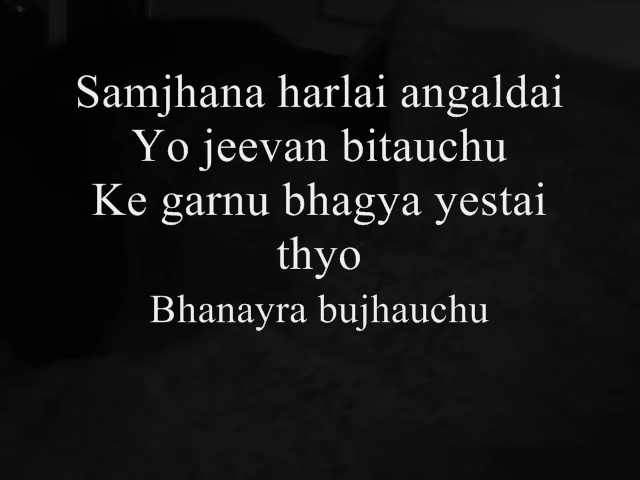 Samjhana harlai angaldai
Yo jeevan bitauchu
Ke garnu bhagya yestai
thyo
Bhanayra bujhauchu